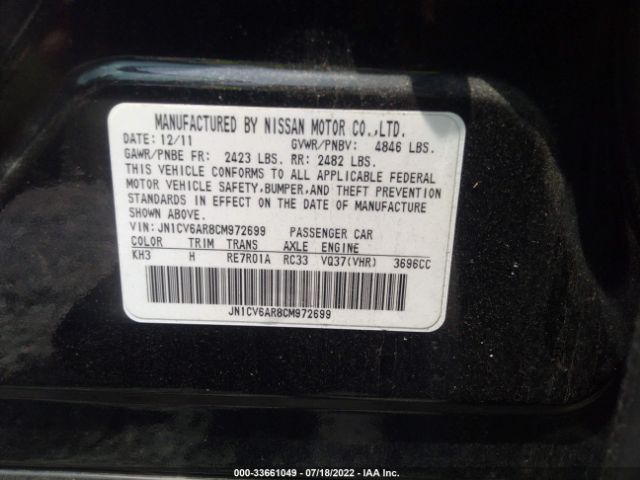 MANUFACTURED BY NISSAN MOTOR CO.,LTD.
DATE: 12/11 GVWR/PNBV: 4846 LBS.
GAWR/PNBE FR: 2423 LBS. RR: 2482 LBS.
THIS VEHICLE CONFORMS TO ALL APPLICABLE FEDERAL
MOTOR VEHICLE SAFETY,BUMPER,AND THEFT PREVENTION
STANDARDS IN EFFECT ON THE DATE OF MANUFACTURE
SHOWN ABOVE.
VIN: JN1CV6AR8CM972699 PASSENGER CAR
COLOR TRIM TRANS AXLE ENGINE
KH3 H RE7R01A RC33 VQ37(VHR) 3696CC
JN1CV6AR8CM972699
000-33661049 - 07/18/2022 - IAA Inc.